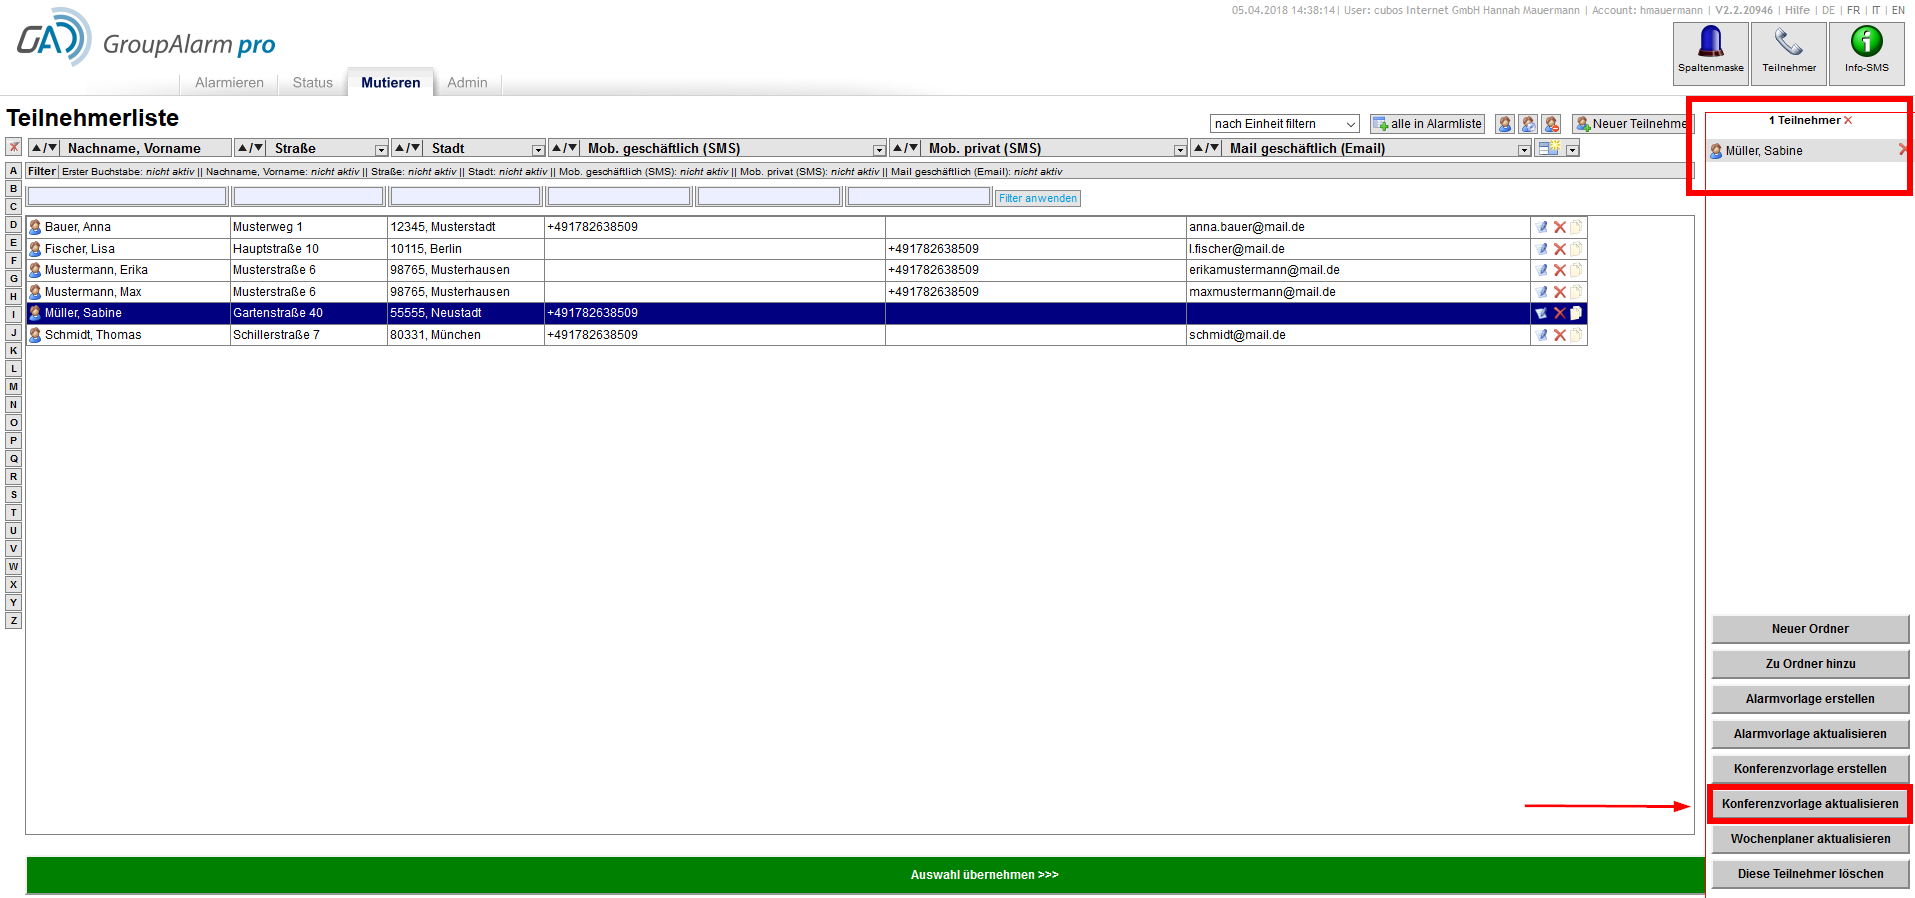 05.04.2018 14:38:14 | User: cubos Internet GmbH Hannah Mauermann | Account: hmauermann | V2.2.20946 | Hilfe | DE | FR | IT | EN
GA GroupAlarm pro
Spaltenmaske Teilnehmer Info-SMS
Alarmieren Status Mutieren Admin
Teilnehmerliste
nach Einheit filtern alle in Alarmliste Neuer Teilnehme
1 Teilnehmer
Müller, Sabine
▲/▼ Nachname, Vorname ▲/▼ Straße ▲/▼ Stadt ▲/▼ Mob. geschäftlich (SMS) ▲/▼ Mob. privat (SMS) ▲/▼ Mail geschäftlich (Email)
Filter Erster Buchstabe: nicht aktiv || Nachname, Vorname: nicht aktiv || Straße: nicht aktiv || Stadt: nicht aktiv || Mob. geschäftlich (SMS): nicht aktiv || Mob. privat (SMS): nicht aktiv || Mail geschäftlich (Email): nicht aktiv
Filter anwenden
Bauer, Anna Musterweg 1 12345, Musterstadt +491782638509 anna.bauer@mail.de
Fischer, Lisa Hauptstraße 10 10115, Berlin +491782638509 l.fischer@mail.de
Mustermann, Erika Musterstraße 6 98765, Musterhausen +491782638509 erikamustermann@mail.de
Mustermann, Max Musterstraße 6 98765, Musterhausen +491782638509 maxmustermann@mail.de
Müller, Sabine Gartenstraße 40 55555, Neustadt +491782638509
Schmidt, Thomas Schillerstraße 7 80331, München +491782638509 schmidt@mail.de
A
B
C
D
E
F
G
H
I
J
K
L
M
N
O
P
Q
R
S
T
U
V
W
X
Y
Z
Neuer Ordner
Zu Ordner hinzu
Alarmvorlage erstellen
Alarmvorlage aktualisieren
Konferenzvorlage erstellen
Konferenzvorlage aktualisieren
Wochenplaner aktualisieren
Diese Teilnehmer löschen
Auswahl übernehmen >>>